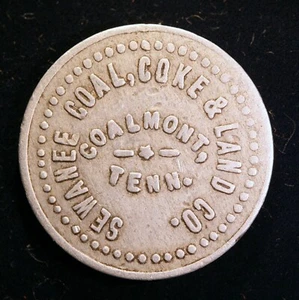 SEWANEE COAL, COKE & LAND CO.
COALMONT,
TENN.